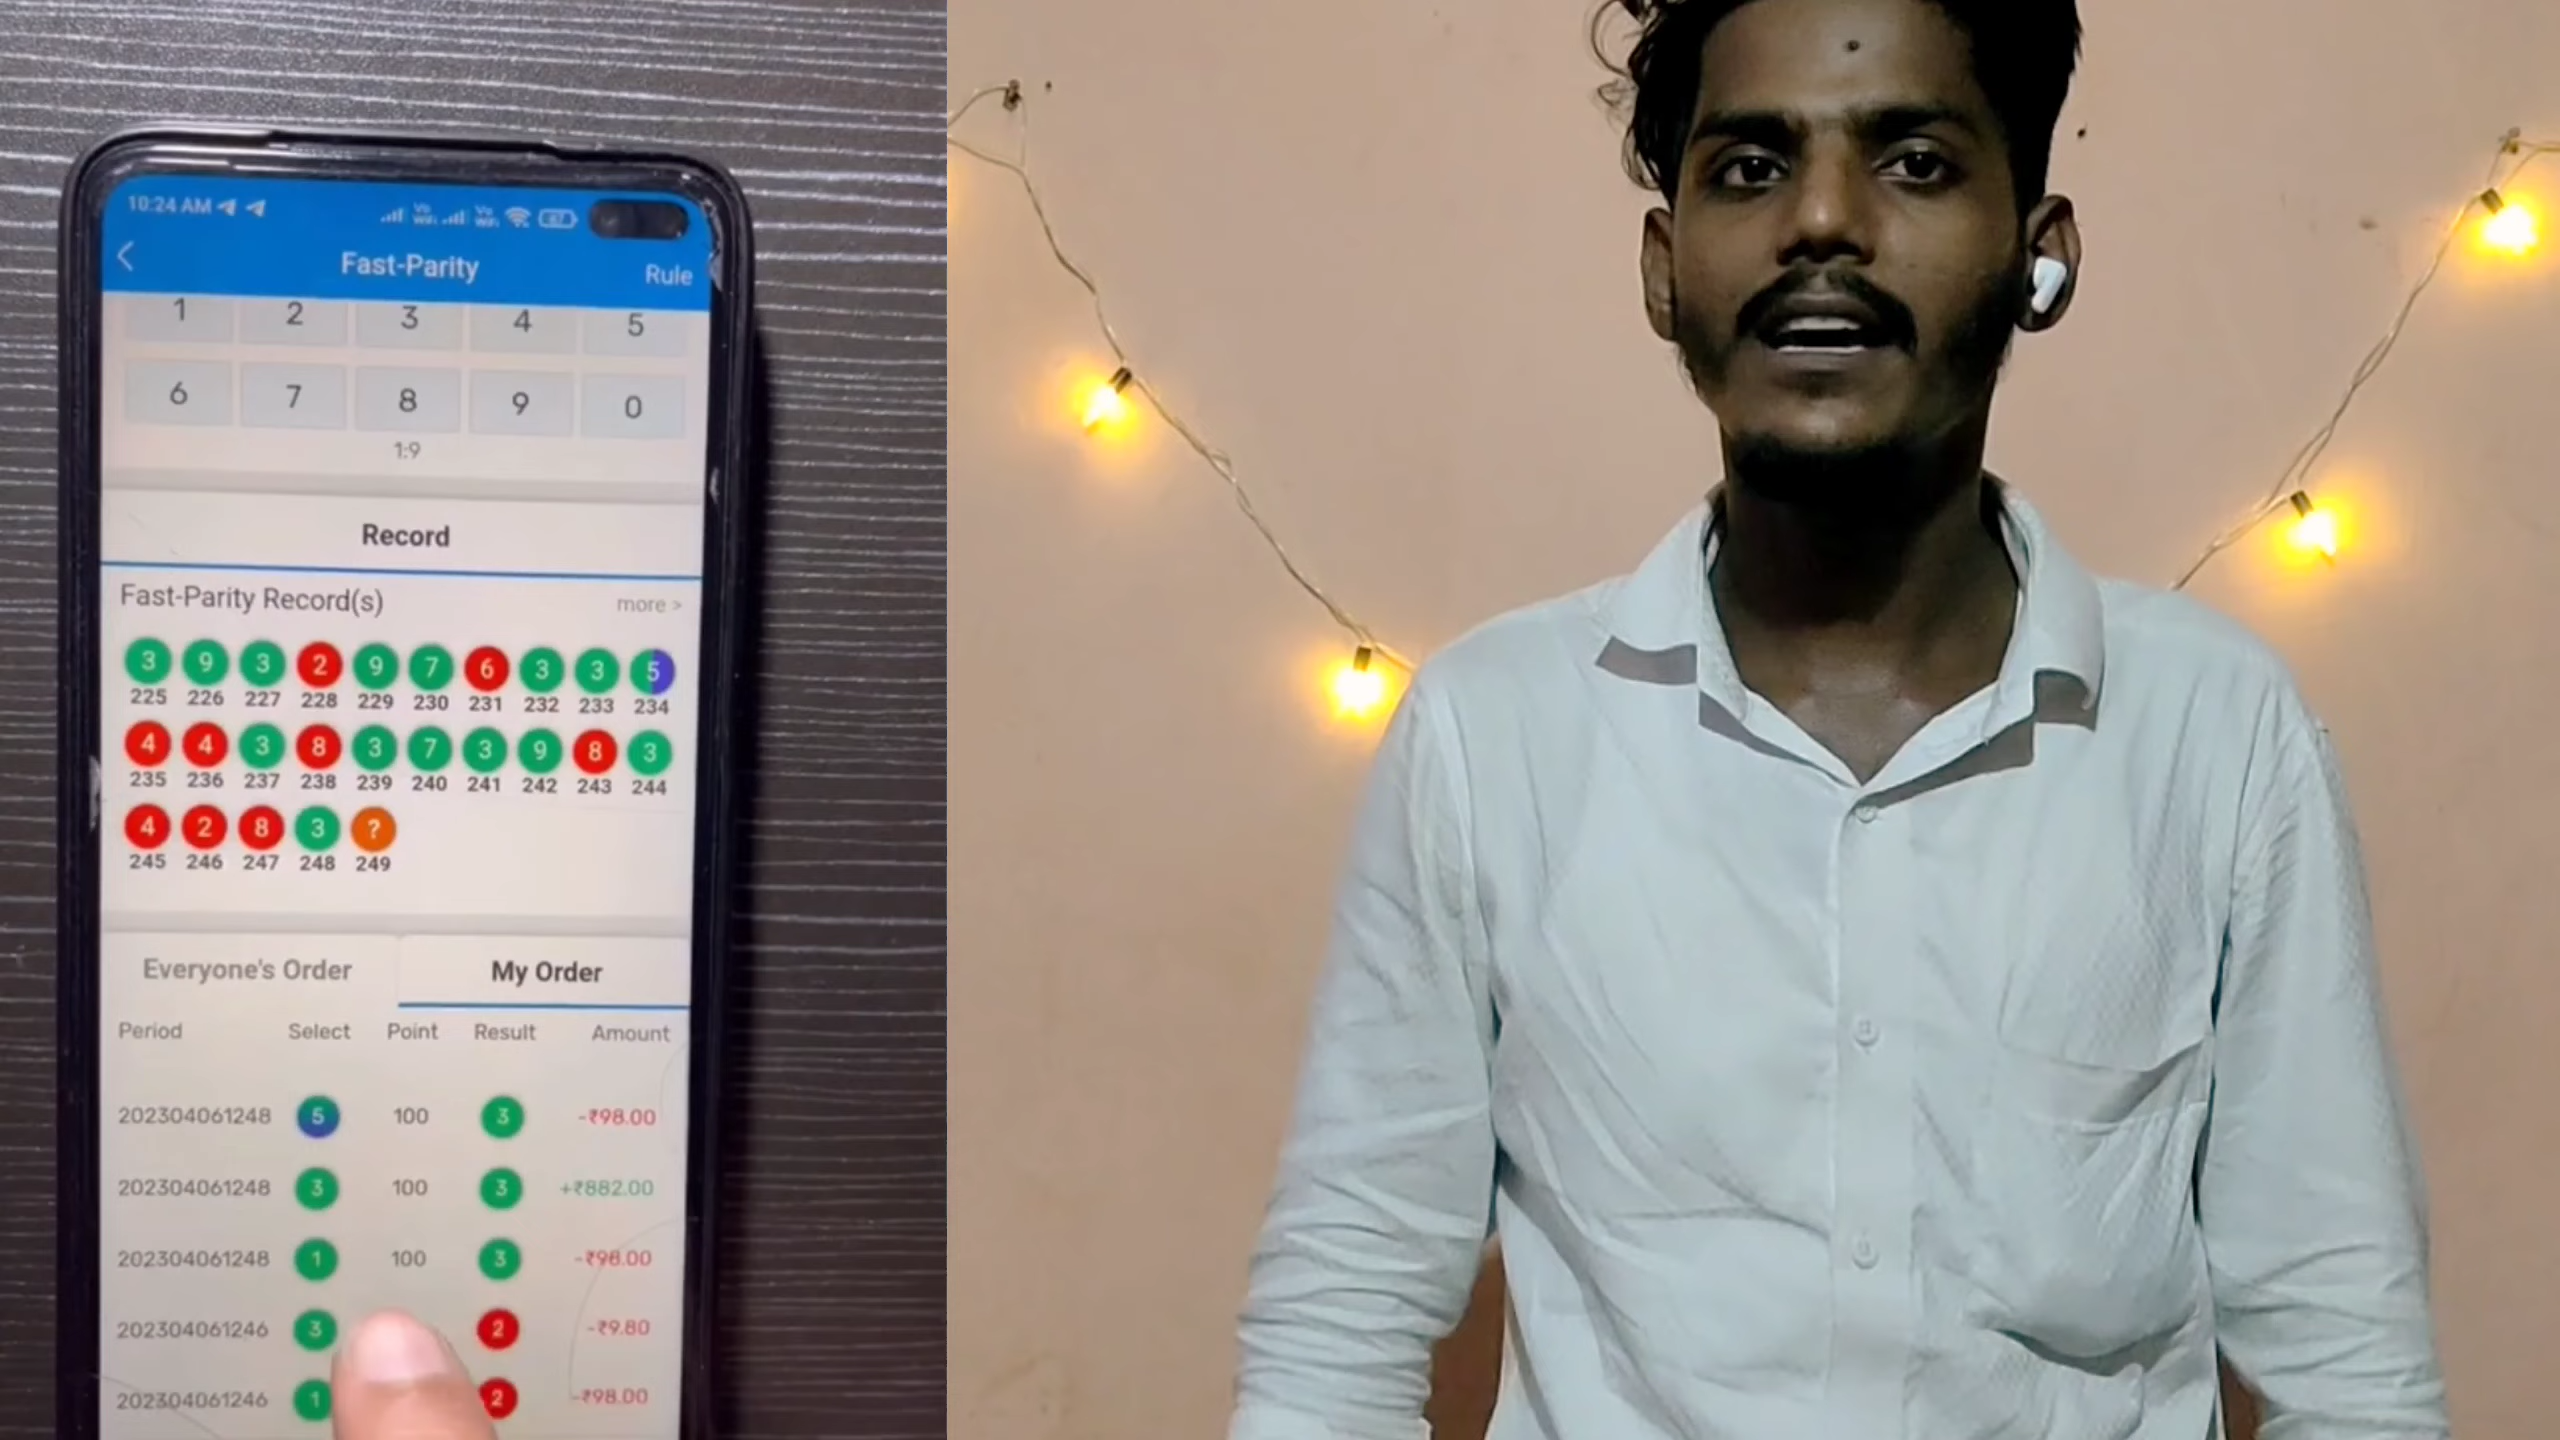 10:24 AM
Fast-Parity Rule
1 2 3 4 5
6 7 8 9 0
1:9
Record
Fast-Parity Record(s) more >
3 9 3 2 9 7 6 3 3 5
225 226 227 228 229 230 231 232 233 234
4 4 3 8 3 7 3 9 8 3
235 236 237 238 239 240 241 242 243 244
4 2 8 3 ?
245 246 247 248 249
Everyone's Order My Order
Period Select Point Result Amount
202304061248 5 100 3 -₹98.00
202304061248 3 100 3 +₹882.00
202304061248 1 100 3 -₹98.00
202304061246 3 2 -₹9.80
202304061246 1 2 -₹98.00